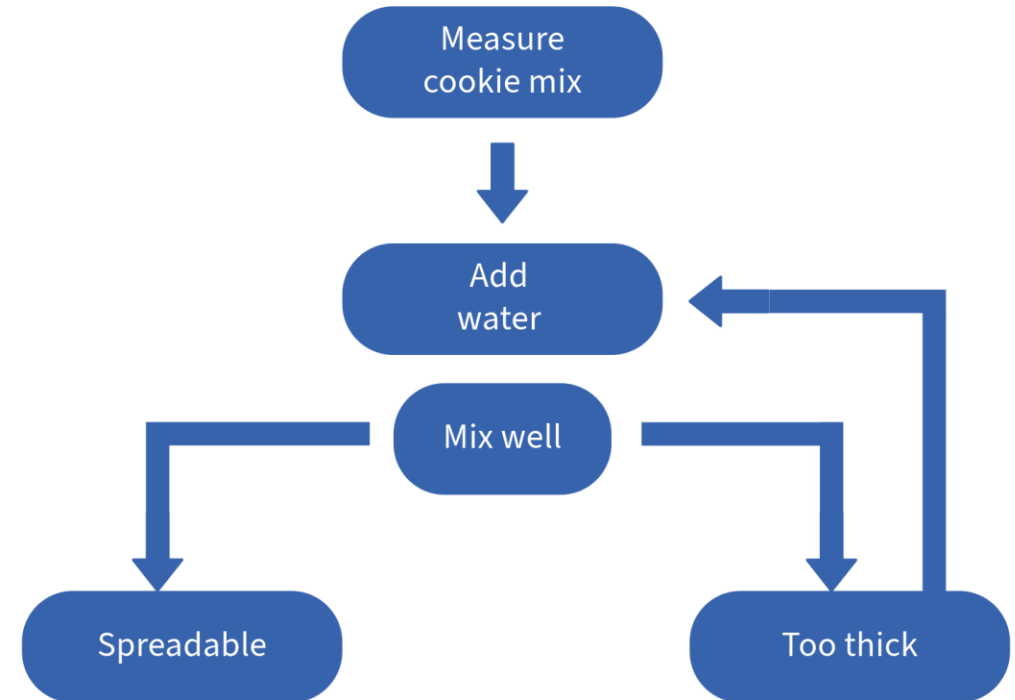 Measure
cookie mix
Add
water
Mix well
Spreadable
Too thick